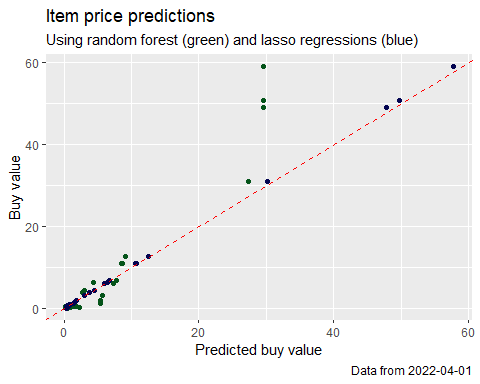 Item price predictions
Using random forest (green) and lasso regressions (blue)
60
40
20
0
Buy value
0 20 40 60
Predicted buy value
Data from 2022-04-01